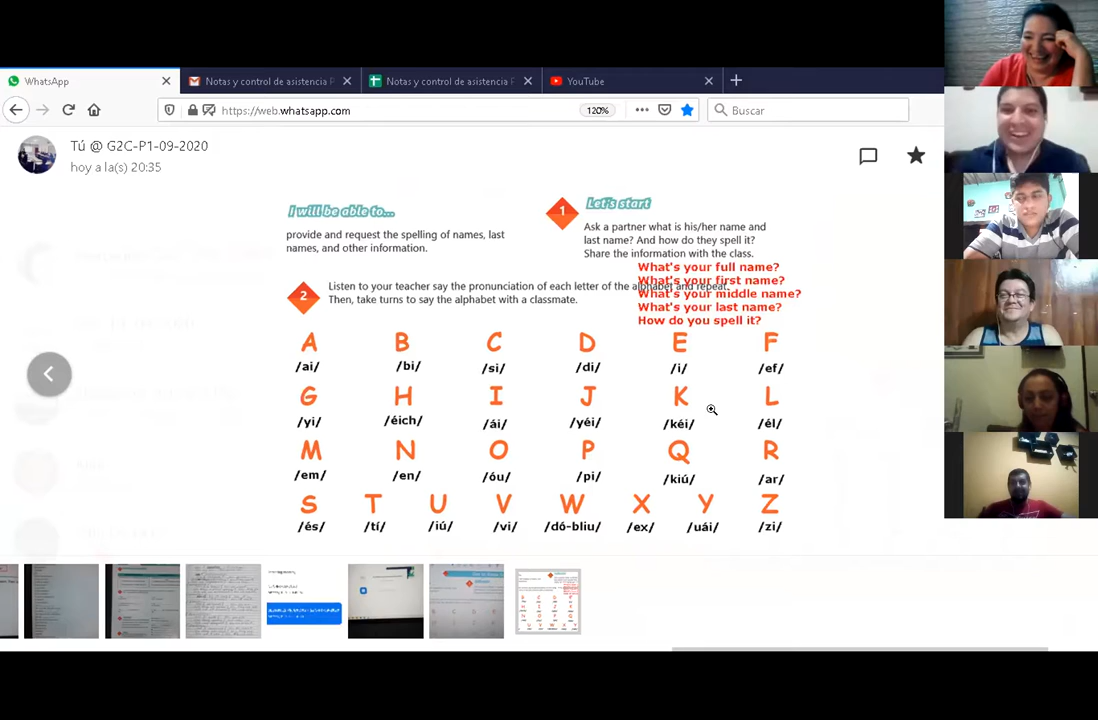 WhatsApp
Notas y control de asistencia P
Notas y control de asistencia P
YouTube
https://web.whatsapp.com
120%
Buscar
Tú @ G2C-P1-09-2020
hoy a la(s) 20:35
I will be able to...
provide and request the spelling of names, last
names, and other information.
1
Let's start
Ask a partner what is his/her name and
last name? And how do they spell it?
Share the information with the class.
What's your full name?
What's your first name?
What's your middle name?
What's your last name?
How do you spell it?
2
Listen to your teacher say the pronunciation of each letter of the alphabet and repeat.
Then, take turns to say the alphabet with a classmate.
A B C D E F
/ai/ /bi/ /si/ /di/ /i/ /ef/
G H I J K L
/yi/ /éich/ /ái/ /yéi/ /kéi/ /él/
M N O P Q R
/em/ /en/ /óu/ /pi/ /kiú/ /ar/
S T U V W X Y Z
/és/ /tí/ /iú/ /vi/ /dó-bliu/ /ex/ /uái/ /zi/